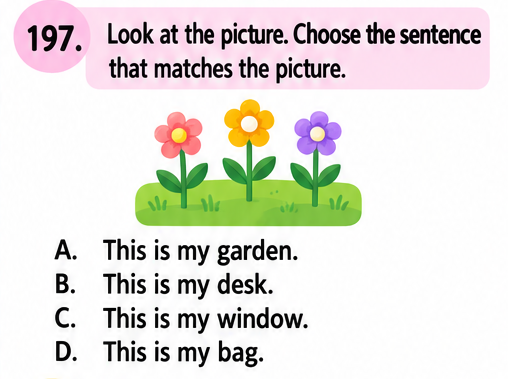 197. Look at the picture. Choose the sentence
that matches the picture.
A. This is my garden.
B. This is my desk.
C. This is my window.
D. This is my bag.